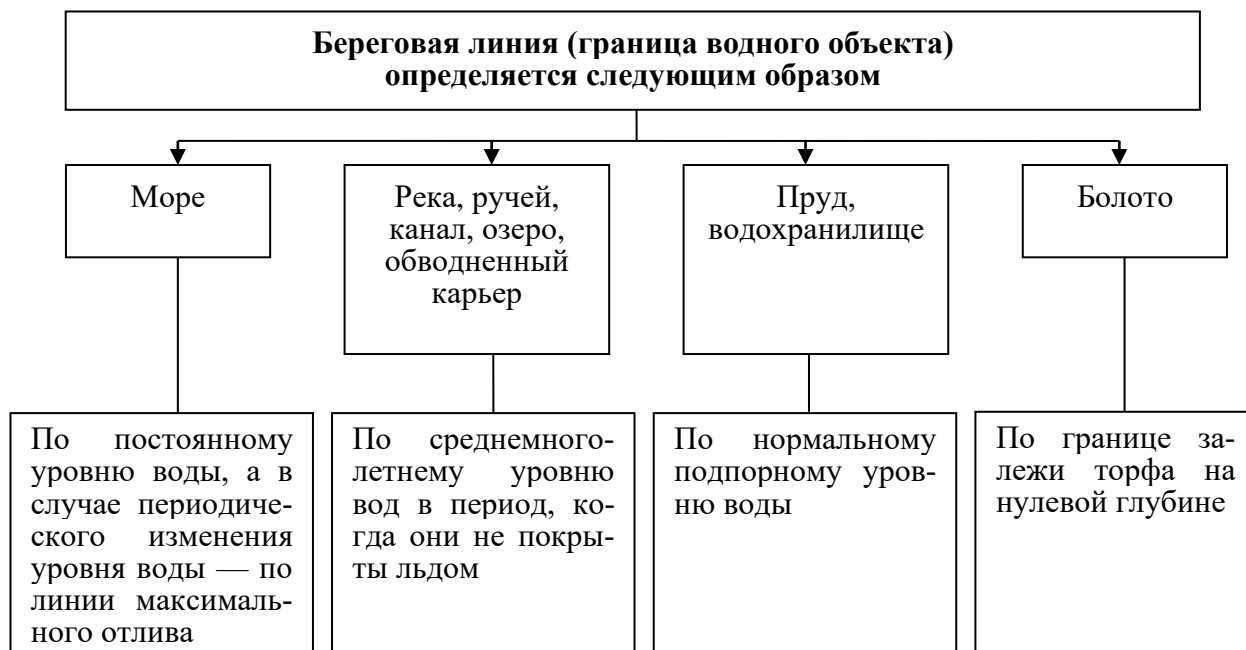 Береговая линия (граница водного объекта)
определяется следующим образом
Море
Река, ручей,
канал, озеро,
обводненный
карьер
Пруд,
водохранилище
Болото
По постоянному
уровню воды, а в
случае периодиче-
ского изменения
уровня воды — по
линии максималь-
ного отлива
По среднемного-
летнему уровню
вод в период, ко-
гда они не покры-
ты льдом
По нормальному
подпорному уров-
ню воды
По границе за-
лежи торфа на
нулевой глубине